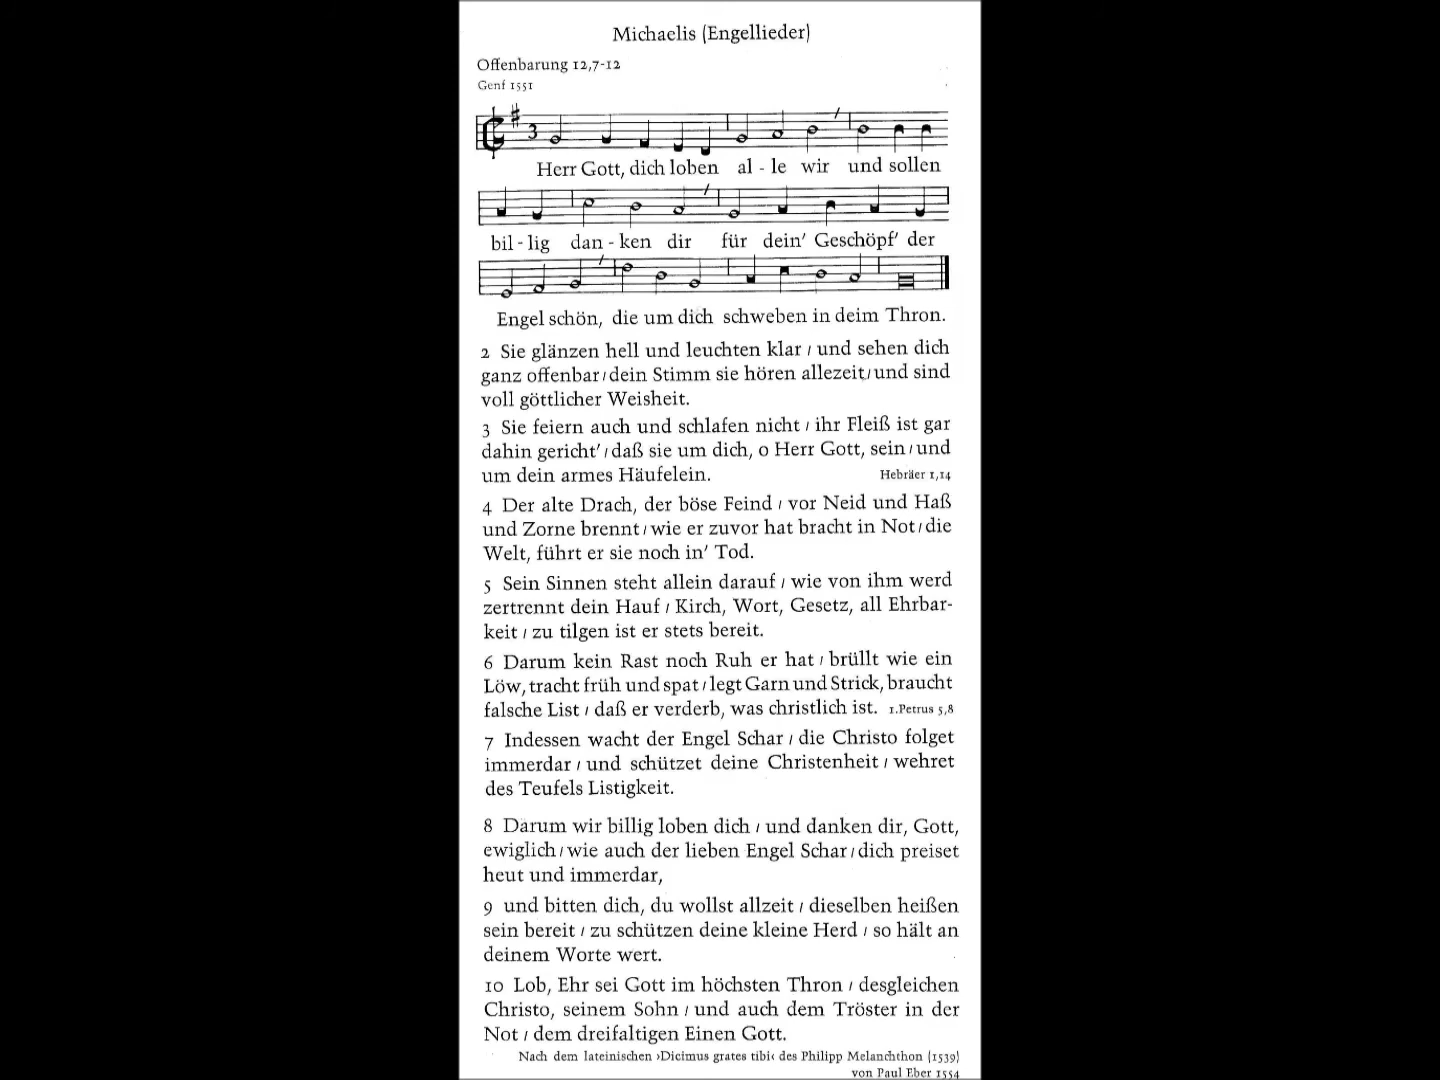 Michaelis (Engellieder)
Offenbarung 12,7-12
Genf 1551
3
Herr Gott, dich loben al - le wir und sollen
bil - lig dan - ken dir für dein' Geschöpf' der
Engel schön, die um dich schweben in deim Thron.
2 Sie glänzen hell und leuchten klar / und sehen dich
ganz offenbar / dein Stimm sie hören allezeit / und sind
voll göttlicher Weisheit.
3 Sie feiern auch und schlafen nicht / ihr Fleiß ist gar
dahin gericht' / daß sie um dich, o Herr Gott, sein / und
um dein armes Häufelein. Hebräer 1,14
4 Der alte Drach, der böse Feind / vor Neid und Haß
und Zorne brennt / wie er zuvor hat bracht in Not / die
Welt, führt er sie noch in' Tod.
5 Sein Sinnen steht allein darauf / wie von ihm werd
zertrennt dein Hauf / Kirch, Wort, Gesetz, all Ehrbar-
keit / zu tilgen ist er stets bereit.
6 Darum kein Rast noch Ruh er hat / brüllt wie ein
Löw, tracht früh und spat / legt Garn und Strick, braucht
falsche List / daß er verderb, was christlich ist. 1.Petrus 5,8
7 Indessen wacht der Engel Schar / die Christo folget
immerdar / und schützet deine Christenheit / wehret
des Teufels Listigkeit.
8 Darum wir billig loben dich / und danken dir, Gott,
ewiglich / wie auch der lieben Engel Schar / dich preiset
heut und immerdar,
9 und bitten dich, du wollst allzeit / dieselben heißen
sein bereit / zu schützen deine kleine Herd / so hält an
deinem Worte wert.
10 Lob, Ehr sei Gott im höchsten Thron / desgleichen
Christo, seinem Sohn / und auch dem Tröster in der
Not / dem dreifaltigen Einen Gott.
Nach dem lateinischen ›Dicimus grates tibi‹ des Philipp Melanchthon (1539)
von Paul Eber 1554